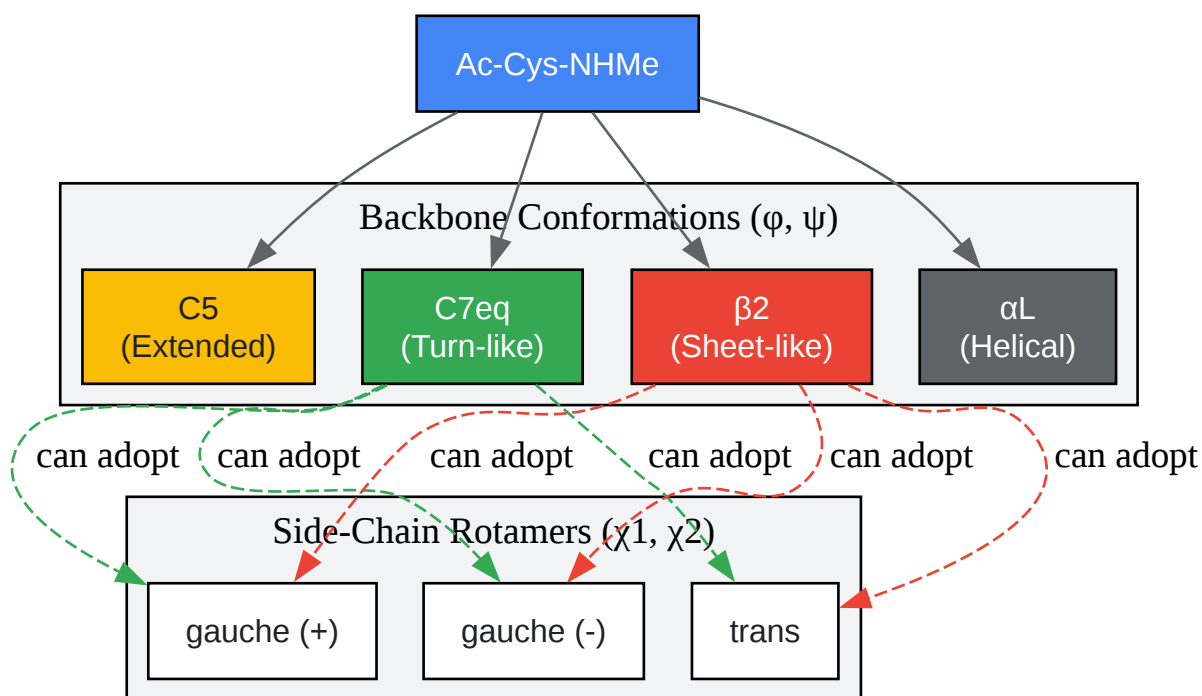 Ac-Cys-NHMe
Backbone Conformations (φ, ψ)
C5
(Extended)
C7eq
(Turn-like)
β2
(Sheet-like)
αL
(Helical)
can adopt
can adopt
can adopt
can adopt
can adopt
can adopt
Side-Chain Rotamers (χ1, χ2)
gauche (+)
gauche (-)
trans